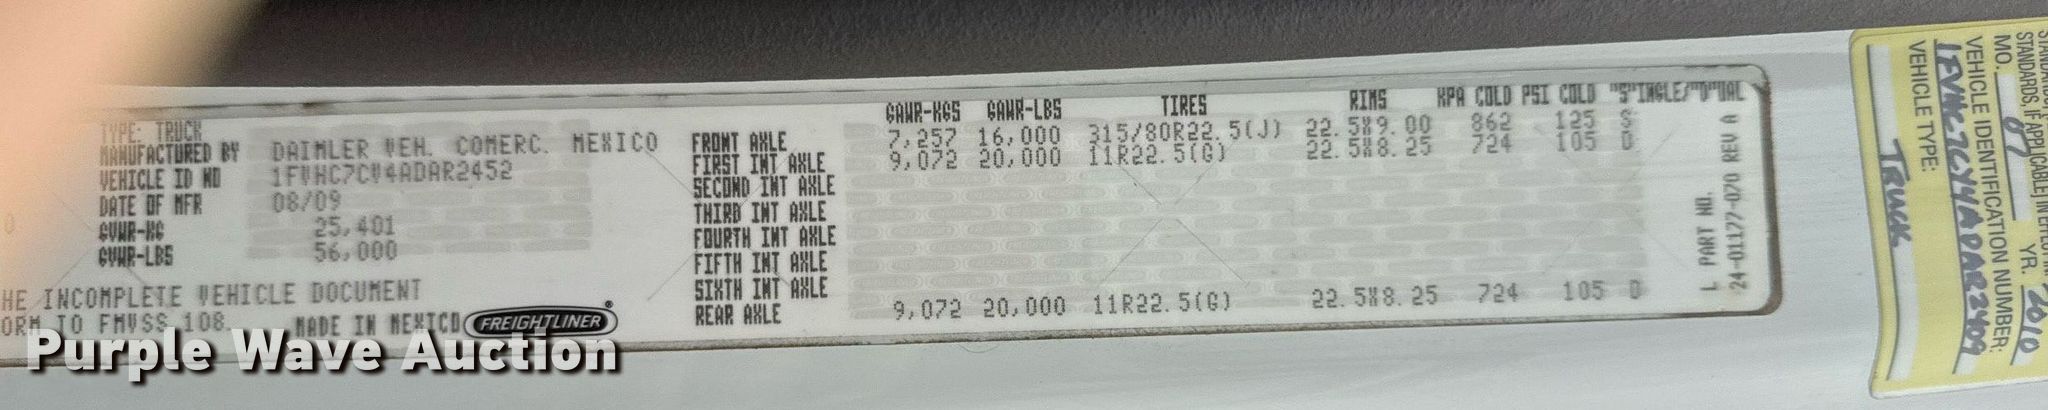 TYPE: TRUCK
MANUFACTURED BY DAIMLER VEH. COMERC. MEXICO
VEHICLE ID NO 1FVHC7CV4ADAR2452
DATE OF MFR 08/09
GVWR-KG 25,401
GVWR-LBS 56,000
HE INCOMPLETE VEHICLE DOCUMENT
ORM TO FMVSS 108.
MADE IN MEXICO FREIGHTLINER®
GAWR-KGS GAWR-LBS TIRES RIMS KPA COLD PSI COLD "S"INGLE/"D"UAL
FRONT AXLE 7,257 16,000 315/80R22.5(J) 22.5X9.00 862 125 S
FIRST INT AXLE 9,072 20,000 11R22.5(G) 22.5X8.25 724 105 D
SECOND INT AXLE
THIRD INT AXLE
FOURTH INT AXLE
FIFTH INT AXLE
SIXTH INT AXLE
REAR AXLE 9,072 20,000 11R22.5(G) 22.5X8.25 724 105 D
L PART NO.
24-01177-020 REV A
STANDARDS, IF APPLICABLE) IN
MO. 07 YR. 2010
VEHICLE IDENTIFICATION NUMBER:
VEHICLE TYPE:
TRUCK
Purple Wave Auction